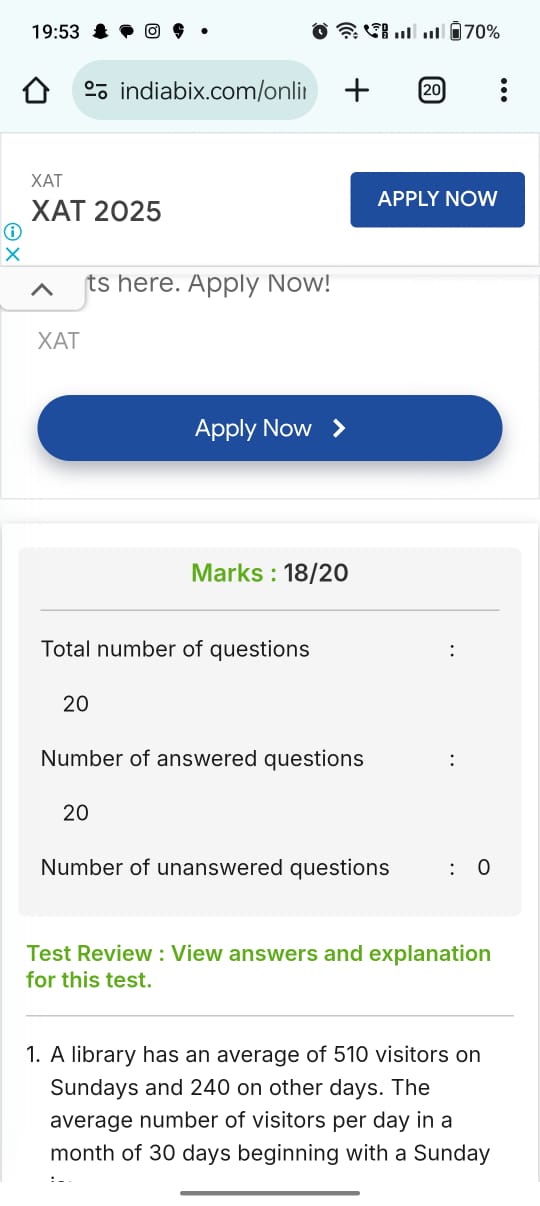 19:53
70%
indiabix.com/onlin
20
XAT
XAT 2025
APPLY NOW
ts here. Apply Now!
XAT
Apply Now
Marks : 18/20
Total number of questions :
20
Number of answered questions :
20
Number of unanswered questions : 0
Test Review : View answers and explanation
for this test.
1. A library has an average of 510 visitors on
Sundays and 240 on other days. The
average number of visitors per day in a
month of 30 days beginning with a Sunday